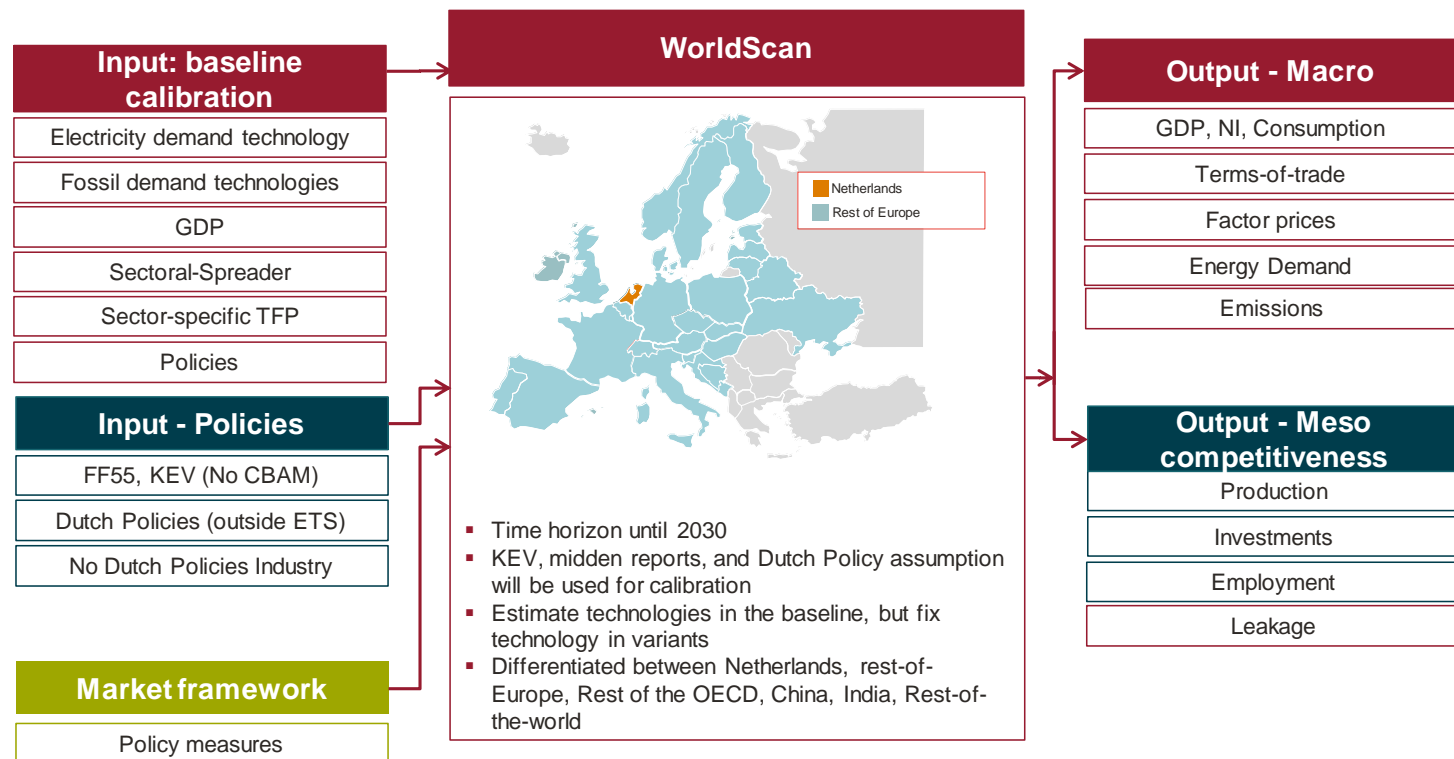 Input: baseline
calibration
Electricity demand technology
Fossil demand technologies
GDP
Sectoral-Spreader
Sector-specific TFP
Policies
Input - Policies
FF55, KEV (No CBAM)
Dutch Policies (outside ETS)
No Dutch Policies Industry
Market framework
Policy measures
WorldScan
Netherlands
Rest of Europe
▪ Time horizon until 2030
▪ KEV, midden reports, and Dutch Policy assumption
will be used for calibration
▪ Estimate technologies in the baseline, but fix
technology in variants
▪ Differentiated between Netherlands, rest-of-
Europe, Rest of the OECD, China, India, Rest-of-
the-world
Output - Macro
GDP, NI, Consumption
Terms-of-trade
Factor prices
Energy Demand
Emissions
Output - Meso
competitiveness
Production
Investments
Employment
Leakage